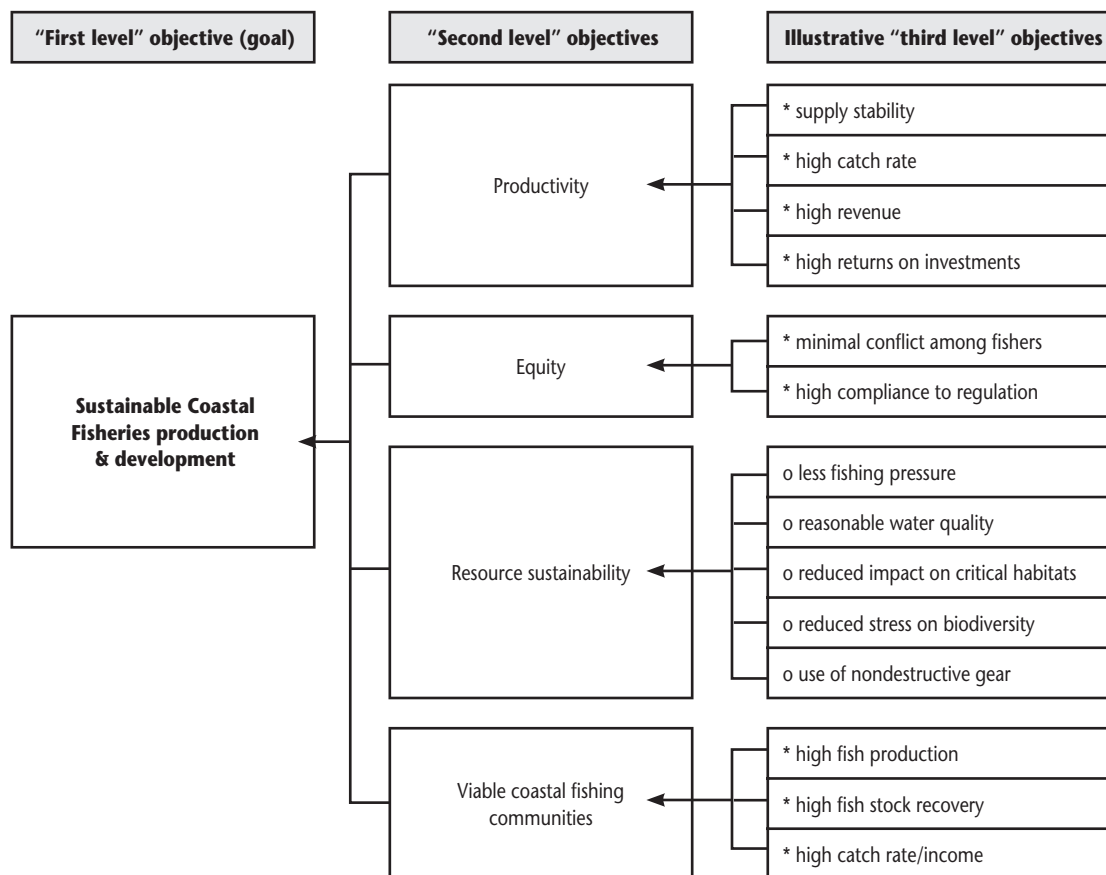 “First level” objective (goal)
“Second level” objectives
Illustrative “third level” objectives
Sustainable Coastal
Fisheries production
& development
Productivity
* supply stability
* high catch rate
* high revenue
* high returns on investments
Equity
* minimal conflict among fishers
* high compliance to regulation
Resource sustainability
o less fishing pressure
o reasonable water quality
o reduced impact on critical habitats
o reduced stress on biodiversity
o use of nondestructive gear
Viable coastal fishing
communities
* high fish production
* high fish stock recovery
* high catch rate/income